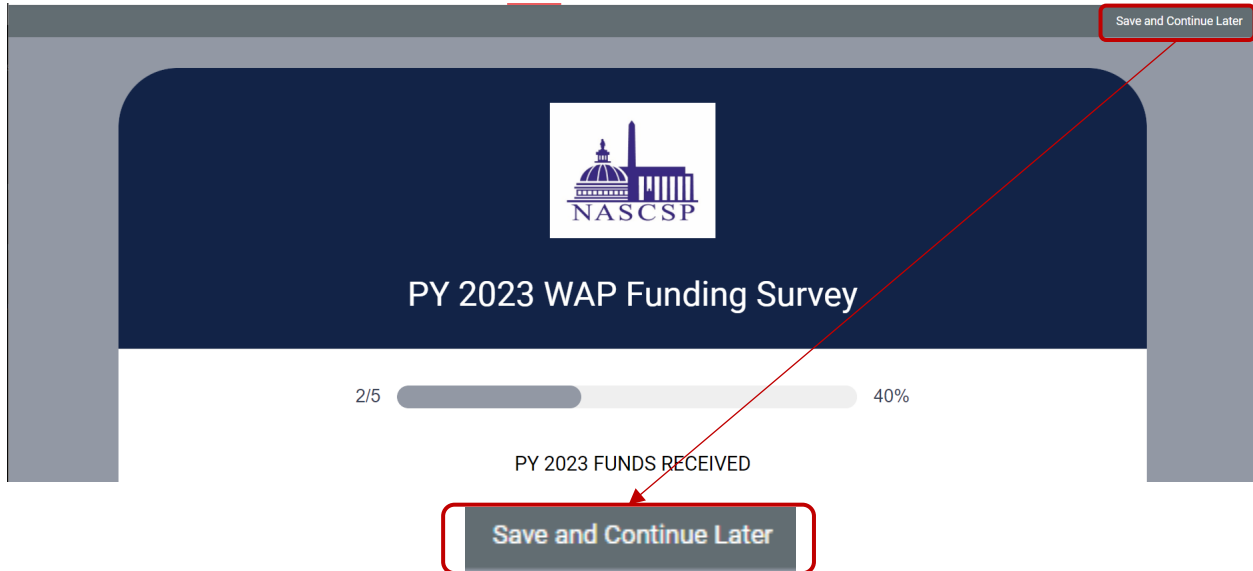 Save and Continue Later
NASCSP
PY 2023 WAP Funding Survey
2/5 40%
PY 2023 FUNDS RECEIVED
Save and Continue Later